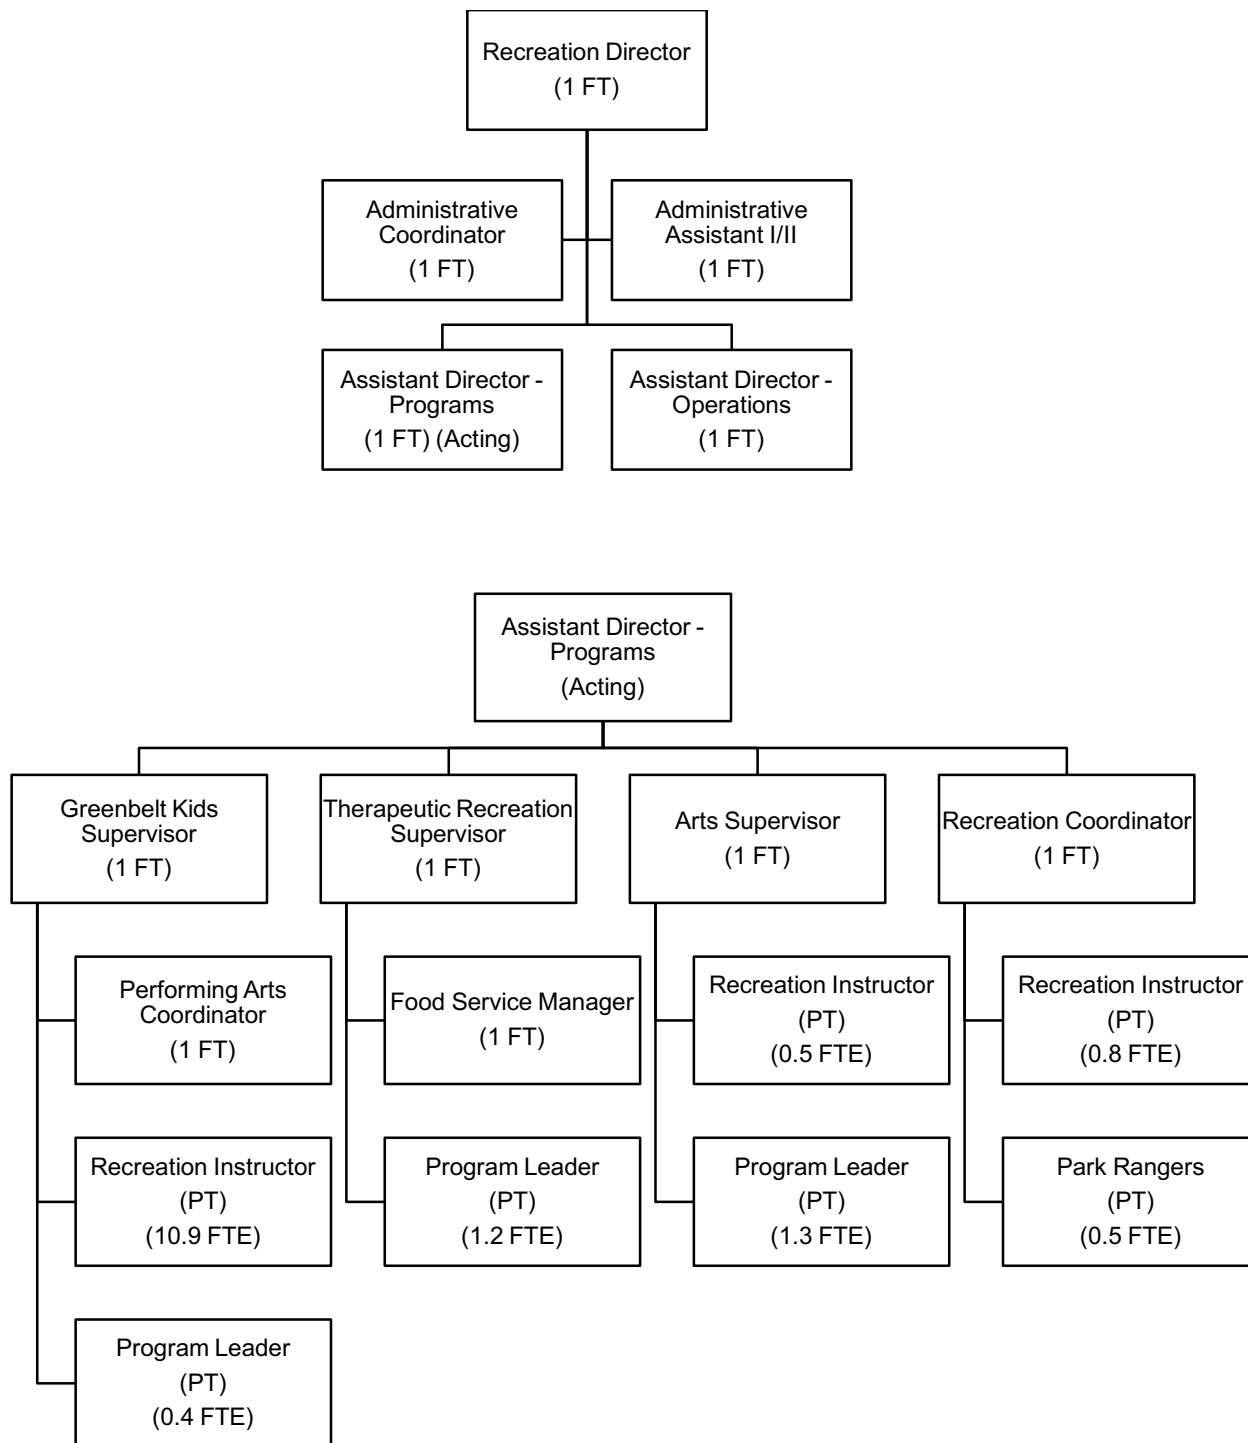 Recreation Director
(1 FT)
Administrative
Coordinator
(1 FT)
Administrative
Assistant I/II
(1 FT)
Assistant Director -
Programs
(1 FT) (Acting)
Assistant Director -
Operations
(1 FT)
Assistant Director -
Programs
(Acting)
Greenbelt Kids
Supervisor
(1 FT)
Therapeutic Recreation
Supervisor
(1 FT)
Arts Supervisor
(1 FT)
Recreation Coordinator
(1 FT)
Performing Arts
Coordinator
(1 FT)
Food Service Manager
(1 FT)
Recreation Instructor
(PT)
(0.5 FTE)
Recreation Instructor
(PT)
(0.8 FTE)
Recreation Instructor
(PT)
(10.9 FTE)
Program Leader
(PT)
(1.2 FTE)
Program Leader
(PT)
(1.3 FTE)
Park Rangers
(PT)
(0.5 FTE)
Program Leader
(PT)
(0.4 FTE)